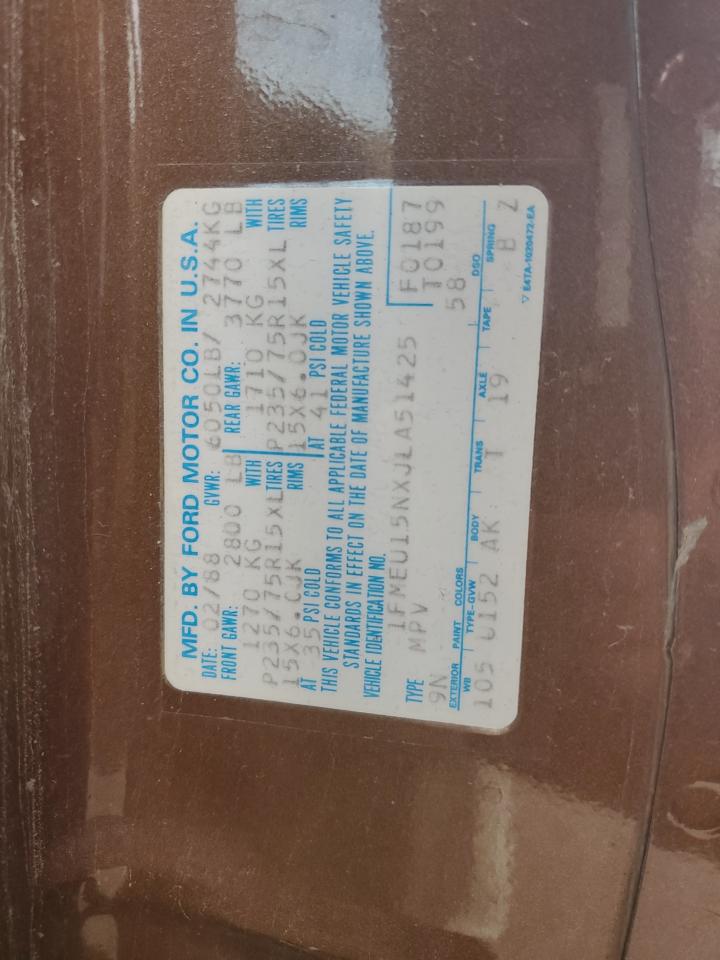 MFD. BY FORD MOTOR CO. IN U.S.A.
DATE: 02/88 GVWR: 6050LB/ 2744KG
FRONT GAWR: 2800 LB REAR GAWR: 3770 LB
1270 KG WITH 1710 KG WITH
P235/75R15XL TIRES P235/75R15XL TIRES
15X6.0JK RIMS 15X6.0JK RIMS
AT 35 PSI COLD AT 41 PSI COLD
THIS VEHICLE CONFORMS TO ALL APPLICABLE FEDERAL MOTOR VEHICLE SAFETY
STANDARDS IN EFFECT ON THE DATE OF MANUFACTURE SHOWN ABOVE.
VEHICLE IDENTIFICATION NO.
1FMEU15NXJLA51425 F0187
TYPE MPV T0199
9N 58
EXTERIOR PAINT COLORS DSO
WB TYPE-GVW BODY TRANS AXLE TAPE SPRING
105 U152 AK T 19 B Z
▽ E4TA-1020472-EA